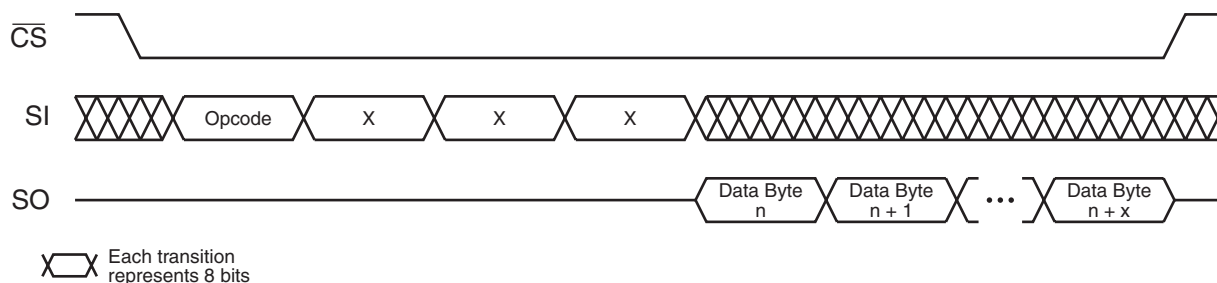 CS
SI
Opcode X X X
SO
Data Byte
n
Data Byte
n + 1
•••
Data Byte
n + x
Each transition
represents 8 bits